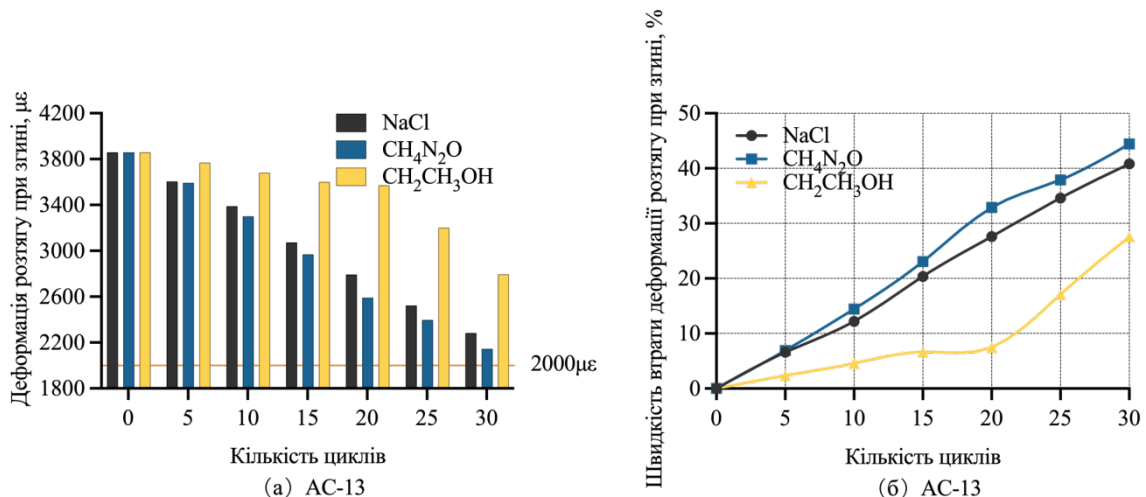 Деформація розтягу при згині, με
4200
3800
3400
3000
2600
2200
1800
NaCl
CH₄N₂O
CH₂CH₃OH
2000με
0 5 10 15 20 25 30
Кількість циклів
(а) АС-13
Швидкість втрати деформації розтягу при згині, %
50
40
30
20
10
0
NaCl
CH₄N₂O
CH₂CH₃OH
0 5 10 15 20 25 30
Кількість циклів
(б) АС-13